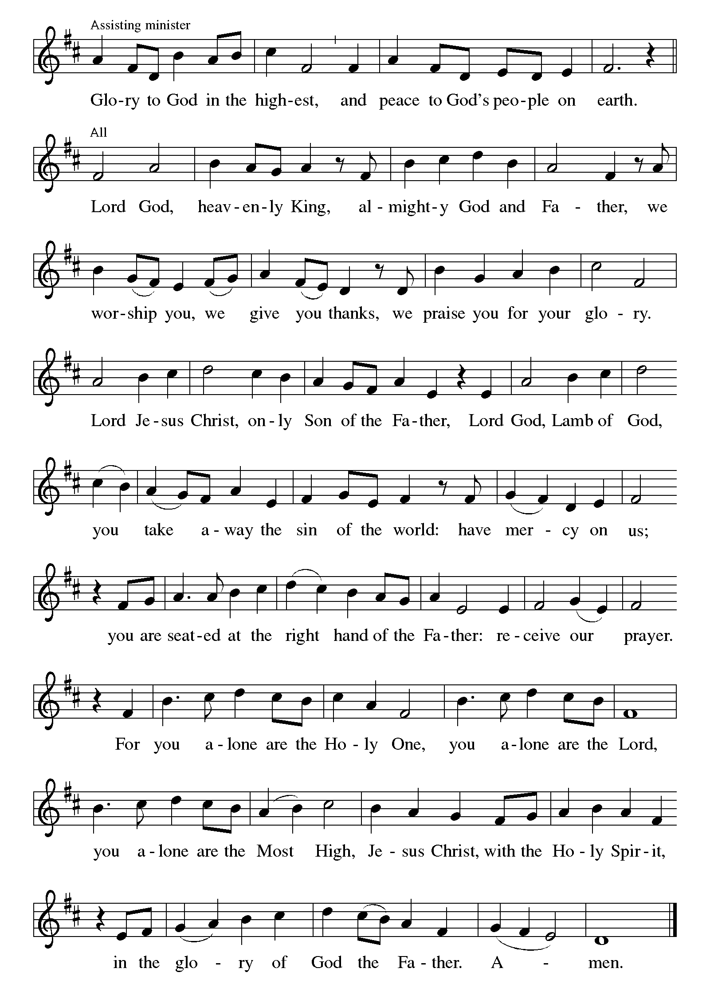 Assisting minister
Glo-ry to God in the high-est, and peace to God's peo-ple on earth.
All
Lord God, heav-en-ly King, al-might-y God and Fa - ther, we
wor-ship you, we give you thanks, we praise you for your glo - ry.
Lord Je-sus Christ, on-ly Son of the Fa-ther, Lord God, Lamb of God,
you take a-way the sin of the world: have mer - cy on us;
you are seat-ed at the right hand of the Fa-ther: re-ceive our prayer.
For you a-lone are the Ho - ly One, you a-lone are the Lord,
you a-lone are the Most High, Je - sus Christ, with the Ho - ly Spir-it,
in the glo - ry of God the Fa - ther. A - men.